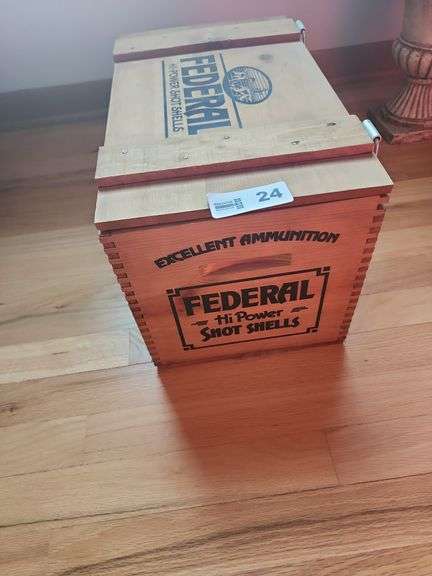 FEDERAL
HI-POWER SHOT SHELLS
24
EXCELLENT AMMUNITION
FEDERAL
Hi Power
SHOT SHELLS